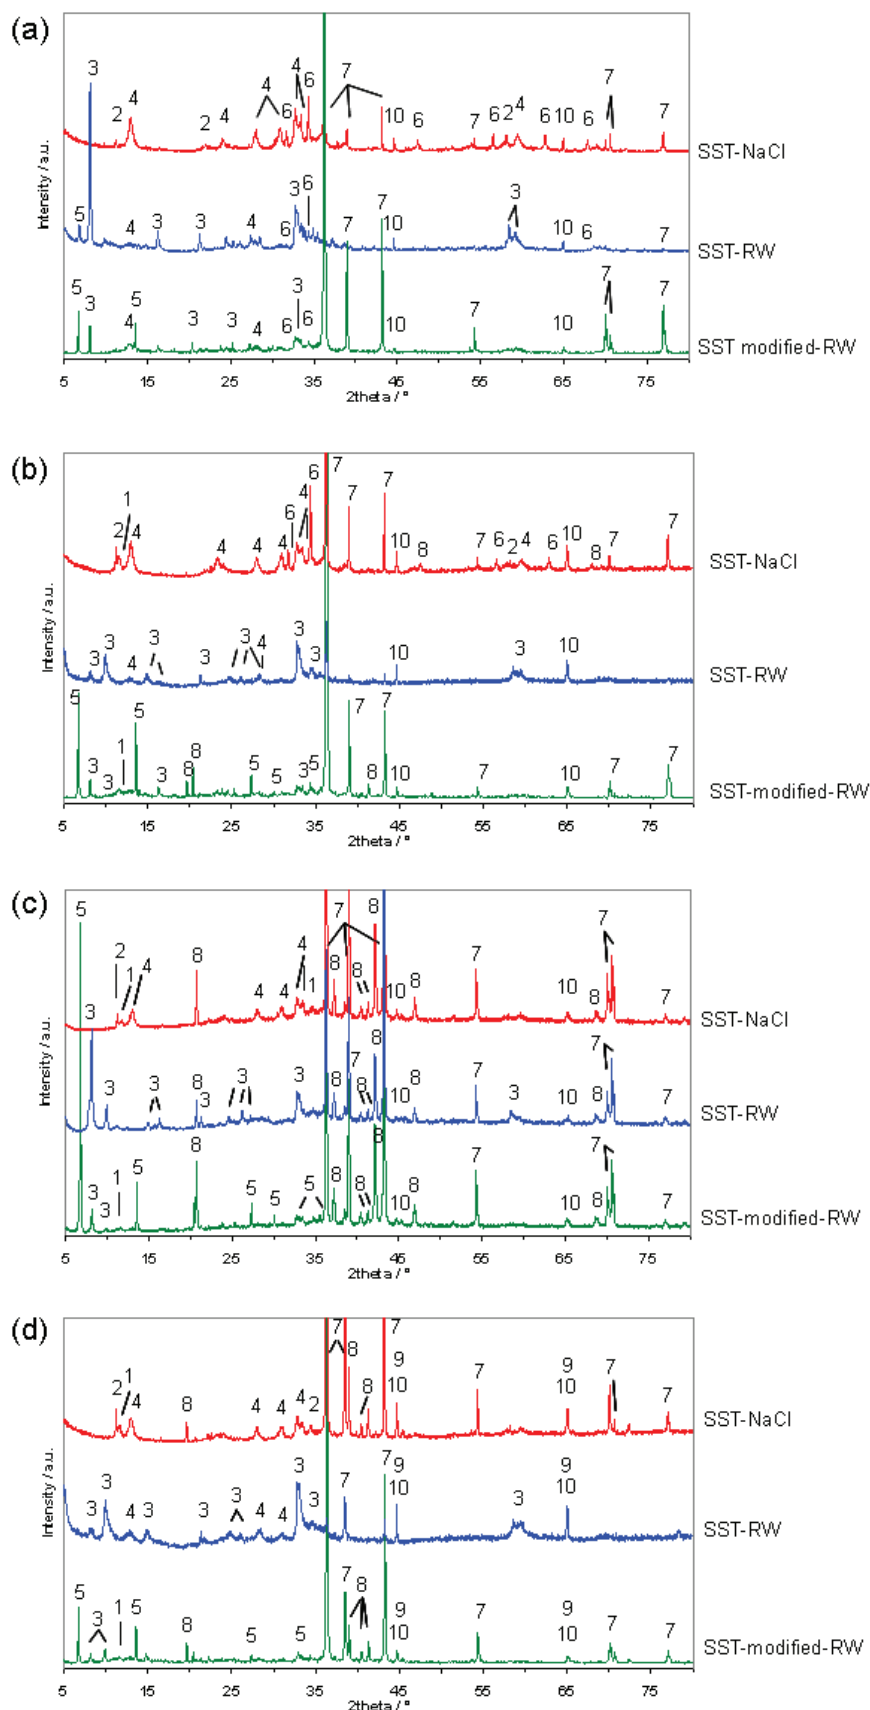 (a)
Intensity / a.u.
3 2 4 2 4 4 6 4 6 7 10 6 7 6 2 4 6 10 6 7 7
SST-NaCl
5 4 3 3 4 6 3 6 7 7 10 3 10 6 7
SST-RW
5 3 4 5 3 3 4 6 3 6 10 7 10 7 7
SST modified-RW
5 15 25 35 45 55 65 75
2theta / °
(b)
Intensity / a.u.
2 1 4 4 4 4 6 4 6 7 7 10 8 7 6 2 4 6 10 8 7 7
SST-NaCl
3 3 4 3 3 3 4 3 3 10 3 10
SST-RW
5 3 3 1 5 3 8 8 5 5 3 5 7 8 7 10 7 10 7 7
SST-modified-RW
5 15 25 35 45 55 65 75
2theta / °
(c)
Intensity / a.u.
5 2 1 4 8 4 4 4 1 8 7 8 8 10 8 7 10 8 7 7
SST-NaCl
3 3 3 8 3 3 3 8 7 8 8 10 8 7 3 10 8 7 7
SST-RW
3 3 1 5 8 5 5 5 8 8 8 10 8 7 10 8 7 7
SST-modified-RW
5 15 25 35 45 55 65 75
2theta / °
(d)
Intensity / a.u.
2 1 4 8 4 4 4 2 7 8 8 7 9 10 7 9 10 7 7
SST-NaCl
3 3 4 3 3 3 4 4 3 3 7 7 9 10 3 9 10
SST-RW
5 3 1 5 8 5 5 7 8 9 10 7 9 10 7 7
SST-modified-RW
5 15 25 35 45 55 65 75
2theta / °